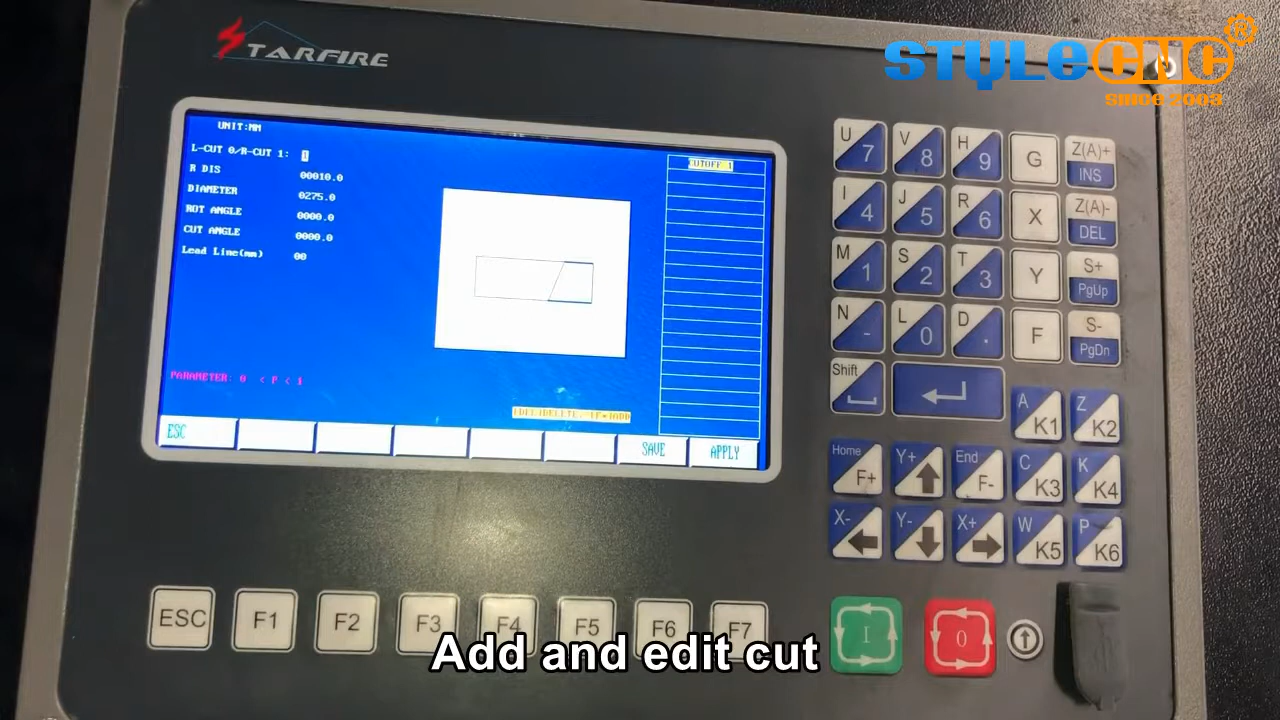 STARFIRE
STYLECNC®
since 2003
UNIT:MM
L-CUT 0/R-CUT 1: 1
R DIS 00010.0
DIAMETER 0275.0
ROT ANGLE 0000.0
CUT ANGLE 0000.0
Lead Line(mm) 00
CUTOFF 1
PARAMETER: 0 < P < 1
ESC
SAVE
APPLY
U 7
V 8
H 9
G
Z(A)+ INS
I 4
J 5
R 6
X
Z(A)- DEL
M 1
S 2
T 3
Y
S+ PgUp
N -
L 0
D .
F
S- PgDn
Shift
A K1
Z K2
Home F+
Y+
End F-
C K3
K K4
X-
Y-
X+
W K5
P K6
ESC
F1
F2
F3
F4
F5
F6
F7
I
0
Add and edit cut